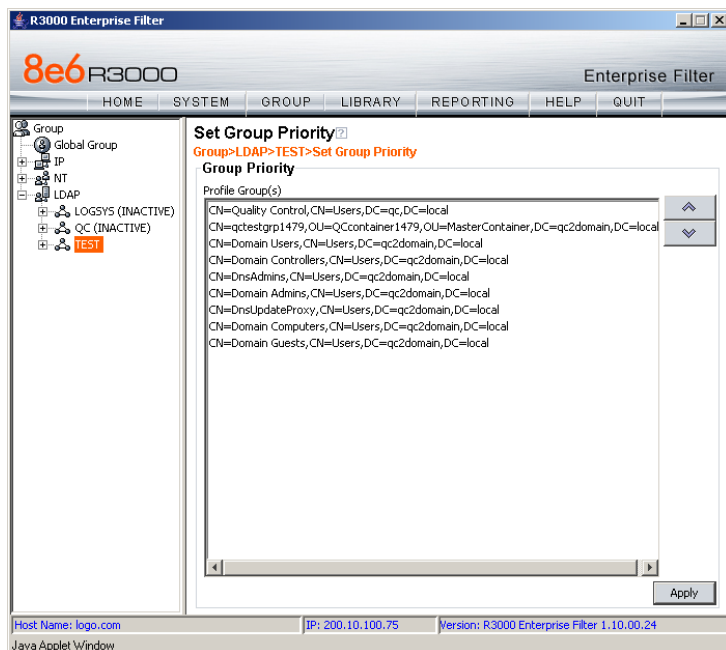 R3000 Enterprise Filter
8e6 R3000
Enterprise Filter
HOME SYSTEM GROUP LIBRARY REPORTING HELP QUIT
Group
Global Group
IP
NT
LDAP
LOGSYS (INACTIVE)
QC (INACTIVE)
TEST
Set Group Priority?
Group>LDAP>TEST>Set Group Priority
Group Priority
Profile Group(s)
CN=Quality Control,CN=Users,DC=qc,DC=local
CN=qctestgrp1479,OU=QCcontainer1479,OU=MasterContainer,DC=qc2domain,DC=local
CN=Domain Users,CN=Users,DC=qc2domain,DC=local
CN=Domain Controllers,CN=Users,DC=qc2domain,DC=local
CN=DnsAdmins,CN=Users,DC=qc2domain,DC=local
CN=Domain Admins,CN=Users,DC=qc2domain,DC=local
CN=DnsUpdateProxy,CN=Users,DC=qc2domain,DC=local
CN=Domain Computers,CN=Users,DC=qc2domain,DC=local
CN=Domain Guests,CN=Users,DC=qc2domain,DC=local
Apply
Host Name: logo.com IP: 200.10.100.75 Version: R3000 Enterprise Filter 1.10.00.24
Java Applet Window